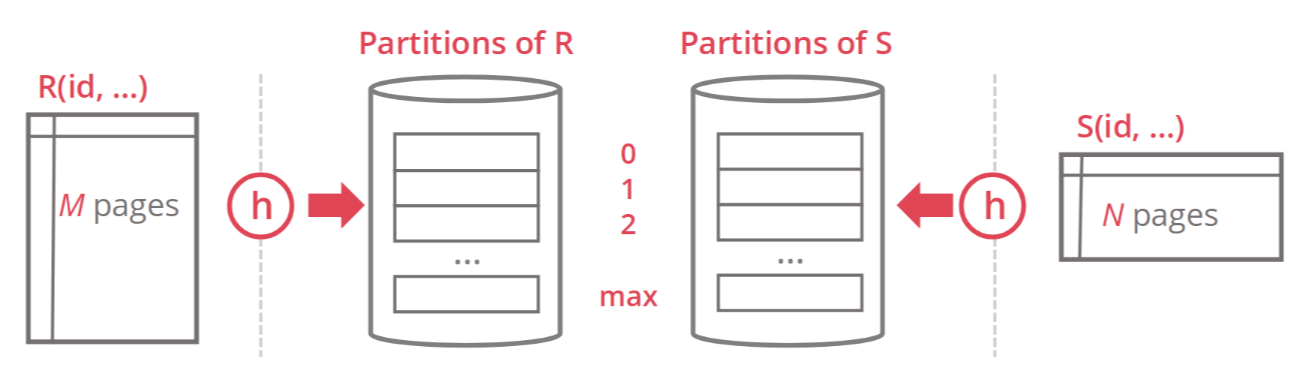 Partitions of R
Partitions of S
R(id, ...)
S(id, ...)
M pages
h
0
1
2
...
max
...
h
N pages